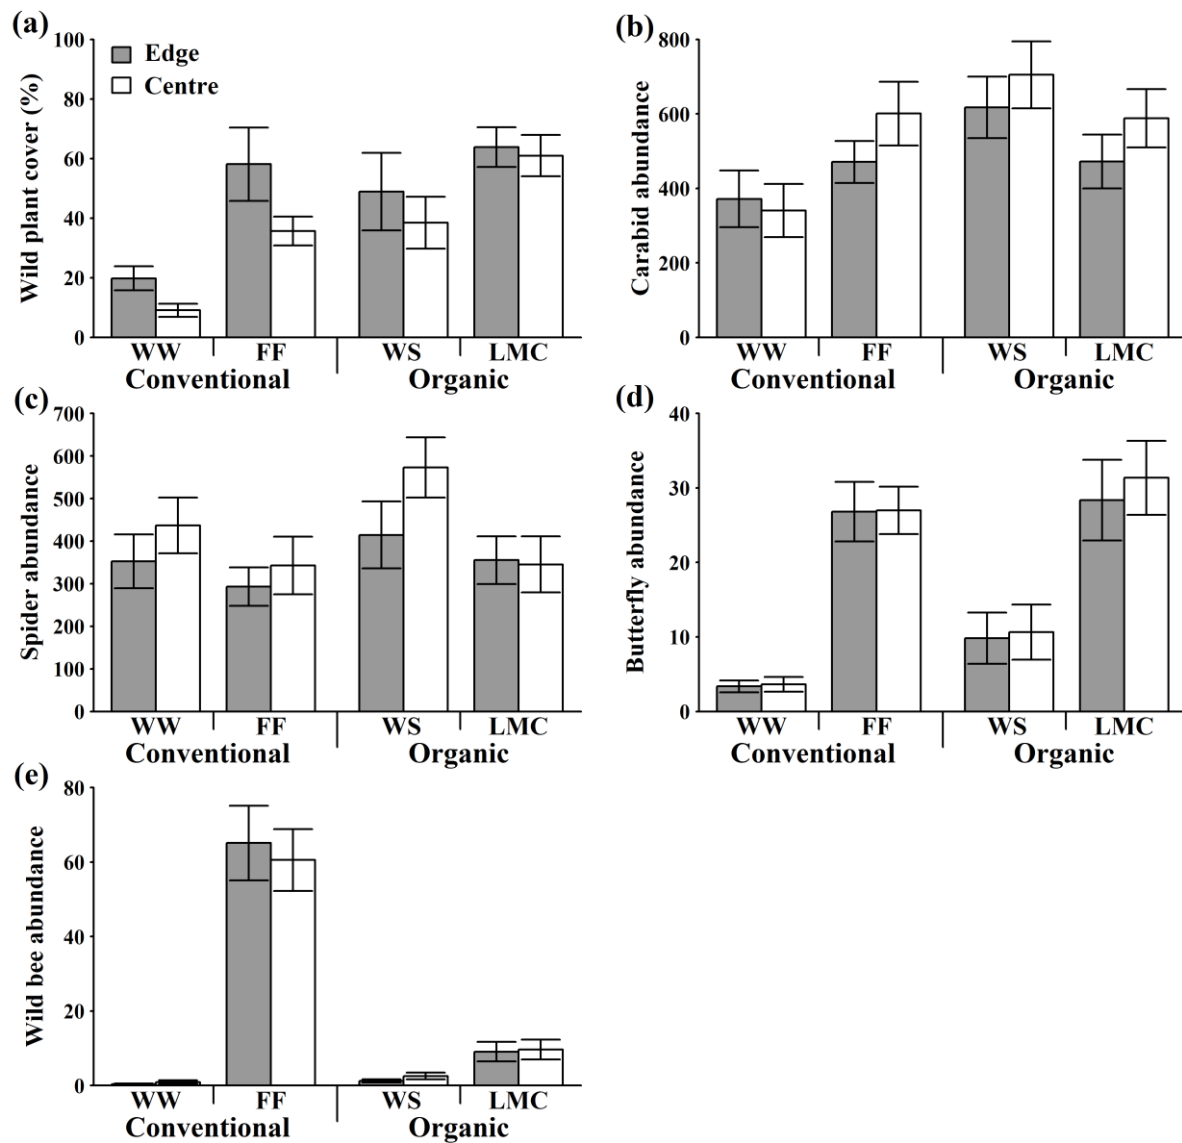 (a)
Wild plant cover (%)
100
80
60
40
20
0
Edge
Centre
WW FF WS LMC
Conventional Organic
(b)
Carabid abundance
800
600
400
200
0
WW FF WS LMC
Conventional Organic
(c)
Spider abundance
700
600
500
400
300
200
100
0
WW FF WS LMC
Conventional Organic
(d)
Butterfly abundance
40
30
20
10
0
WW FF WS LMC
Conventional Organic
(e)
Wild bee abundance
80
60
40
20
0
WW FF WS LMC
Conventional Organic